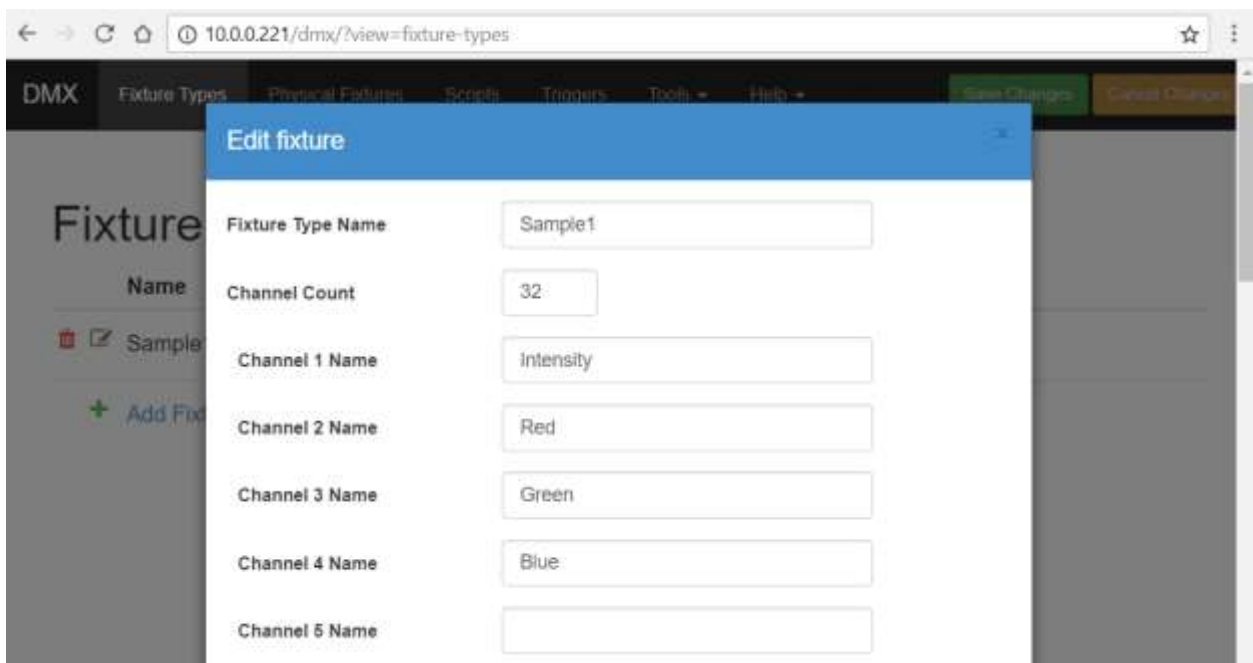 10.0.0.221/dmx/?view=fixture-types
DMX Fixture Types Physical Fixtures Scripts Triggers Tools Help Save Changes Cancel Changes
Edit fixture
Fixture
Fixture Type Name Sample1
Name
Channel Count 32
Sample
Channel 1 Name Intensity
Add Fixt
Channel 2 Name Red
Channel 3 Name Green
Channel 4 Name Blue
Channel 5 Name